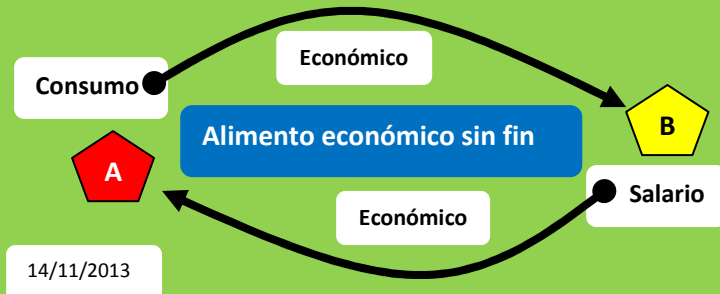 Económico
Consumo
Alimento económico sin fin
B
A
Salario
Económico
14/11/2013